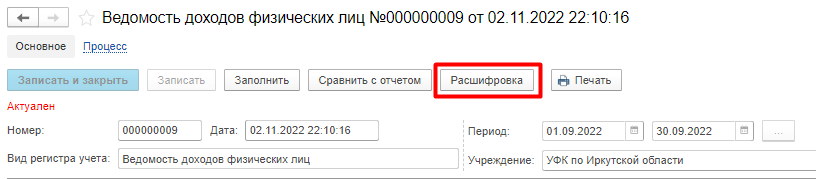 Ведомость доходов физических лиц №000000009 от 02.11.2022 22:10:16
Основное Процесс
Записать и закрыть Записать Заполнить Сравнить с отчетом Расшифровка Печать
Актуален
Номер: 000000009 Дата: 02.11.2022 22:10:16 Период: 01.09.2022 30.09.2022 ...
Вид регистра учета: Ведомость доходов физических лиц Учреждение: УФК по Иркутской области